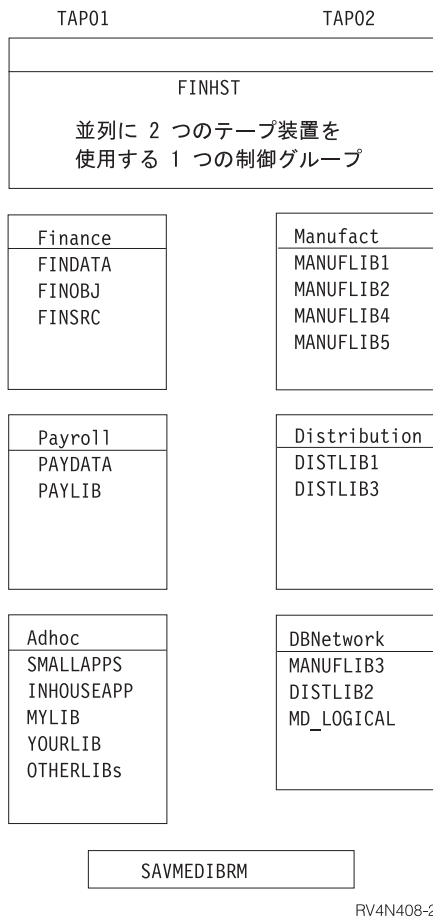 TAP01 TAP02
FINHST
並列に 2 つのテープ装置を
使用する 1 つの制御グループ
Finance
FINDATA
FINOBJ
FINSRC
Manufact
MANUFLIB1
MANUFLIB2
MANUFLIB4
MANUFLIB5
Payroll
PAYDATA
PAYLIB
Distribution
DISTLIB1
DISTLIB3
Adhoc
SMALLAPPS
INHOUSEAPP
MYLIB
YOURLIB
OTHERLIBs
DBNetwork
MANUFLIB3
DISTLIB2
MD_LOGICAL
SAVMEDIBRM
RV4N408-2